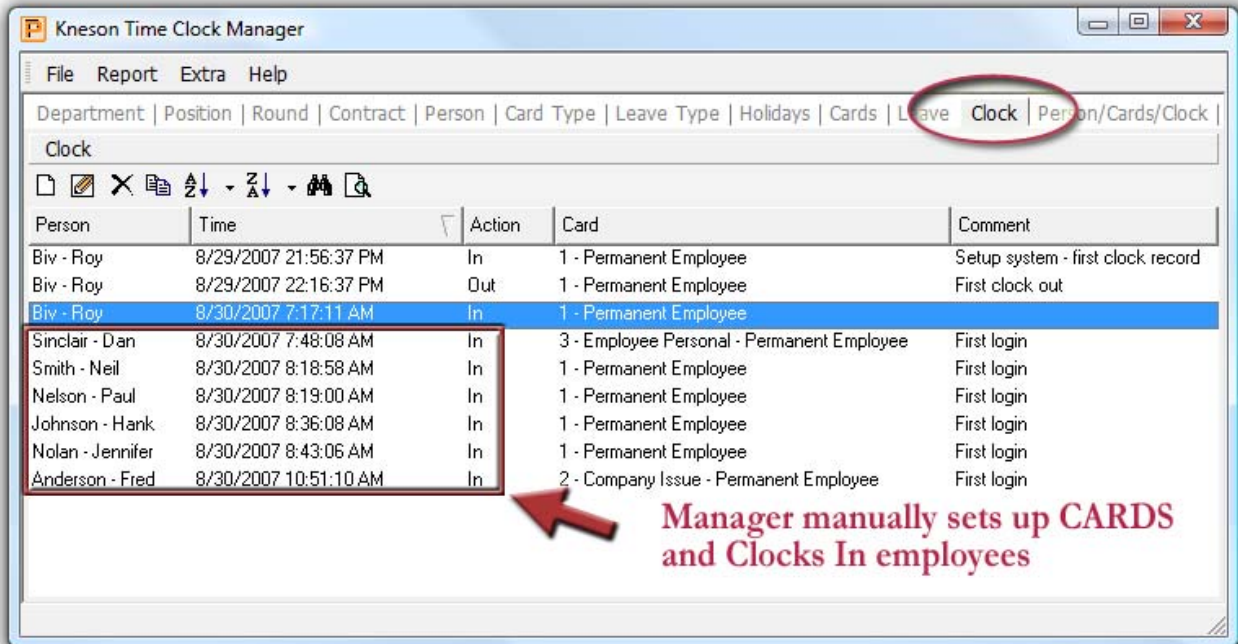 Kneson Time Clock Manager
File Report Extra Help
Department | Position | Round | Contract | Person | Card Type | Leave Type | Holidays | Cards | Leave Clock | Person/Cards/Clock |
Clock
Person Time Action Card Comment
Biv - Roy 8/29/2007 21:56:37 PM In 1 - Permanent Employee Setup system - first clock record
Biv - Roy 8/29/2007 22:16:37 PM Out 1 - Permanent Employee First clock out
Biv - Roy 8/30/2007 7:17:11 AM In 1 - Permanent Employee
Sinclair - Dan 8/30/2007 7:48:08 AM In 3 - Employee Personal - Permanent Employee First login
Smith - Neil 8/30/2007 8:18:58 AM In 1 - Permanent Employee First login
Nelson - Paul 8/30/2007 8:19:00 AM In 1 - Permanent Employee First login
Johnson - Hank 8/30/2007 8:36:08 AM In 1 - Permanent Employee First login
Nolan - Jennifer 8/30/2007 8:43:06 AM In 1 - Permanent Employee First login
Anderson - Fred 8/30/2007 10:51:10 AM In 2 - Company Issue - Permanent Employee First login
Manager manually sets up CARDS
and Clocks In employees